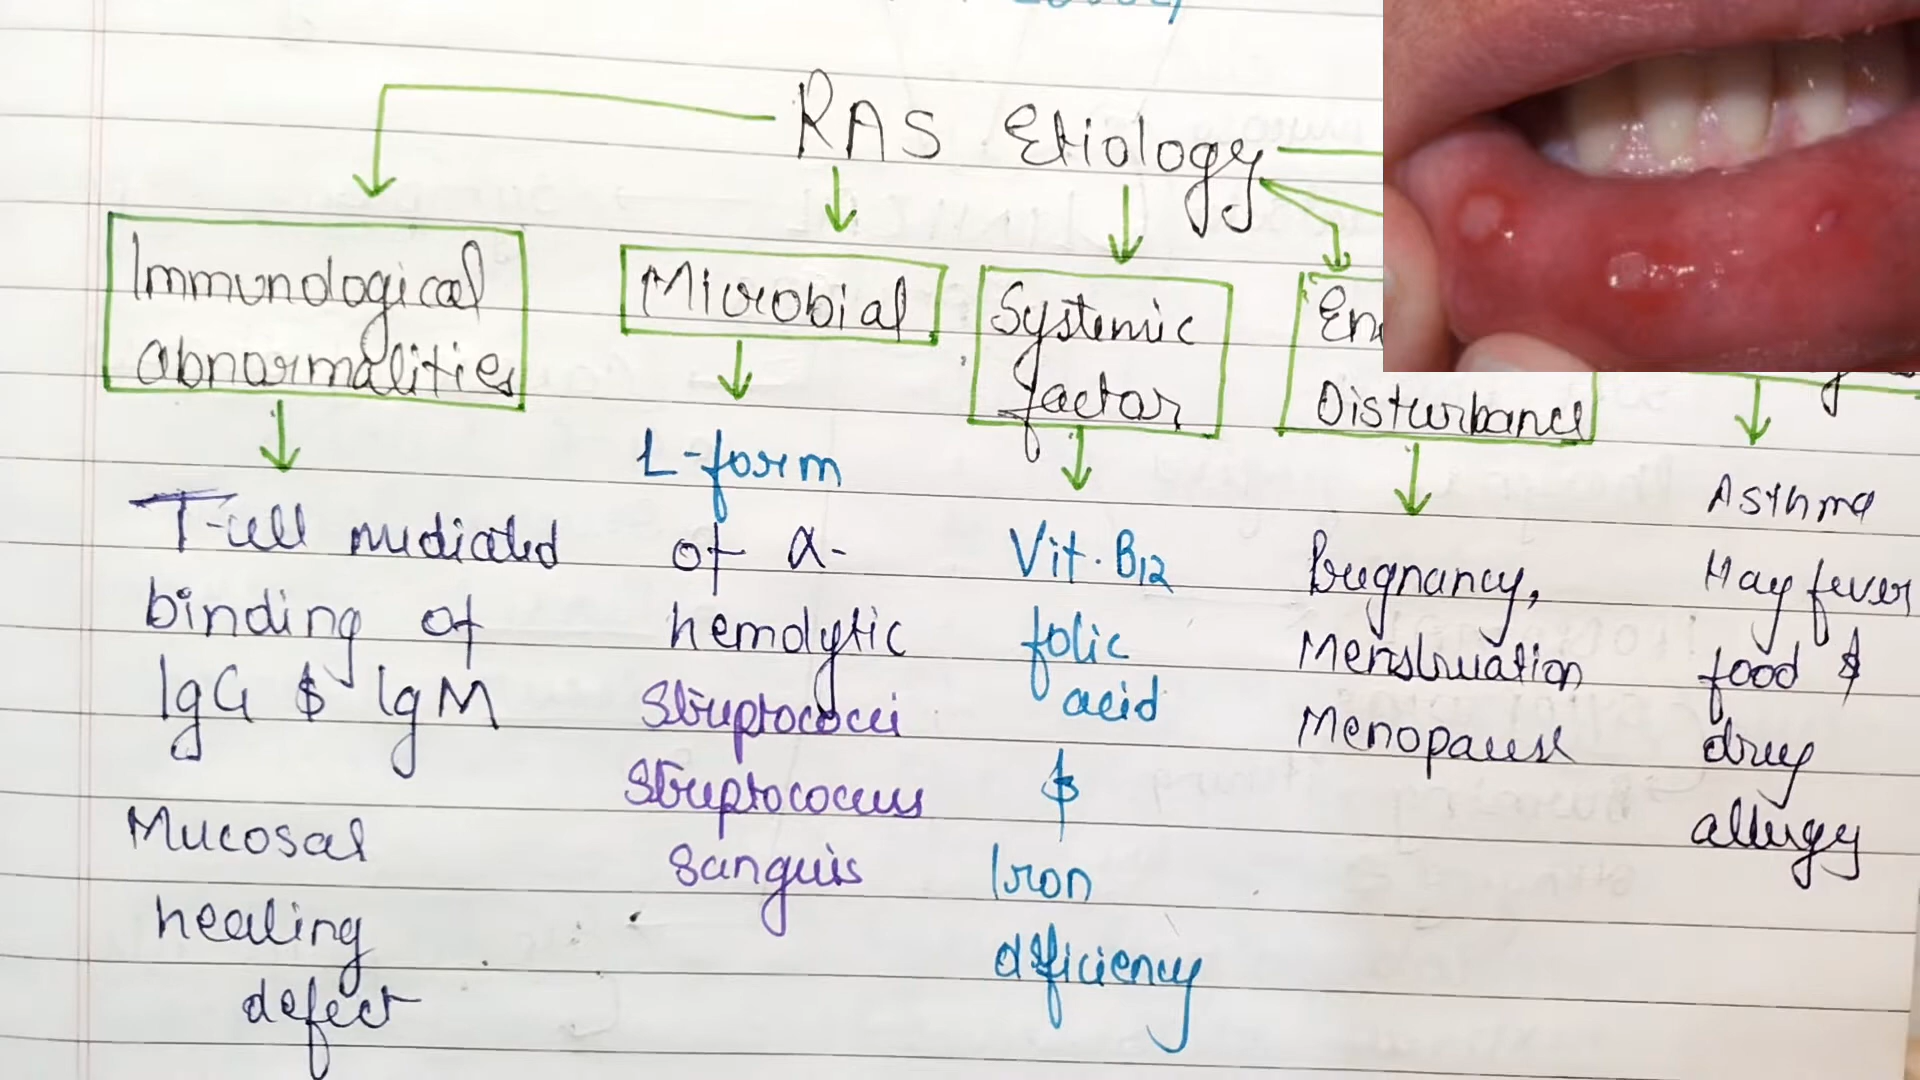 RAS Etiology
Immunological
abnormalities
T-cell mediated
binding of
IgG & IgM
Mucosal
healing
defect
Microbial
L-form
of α-
hemolytic
Streptococci
Streptococcus
Sanguis
Systemic
factor
Vit. B12
folic
acid
&
Iron
deficiency
En
Disturbance
Pregnancy,
Menstruation
Menopause
Asthma
Hay fever
food &
drug
allergy